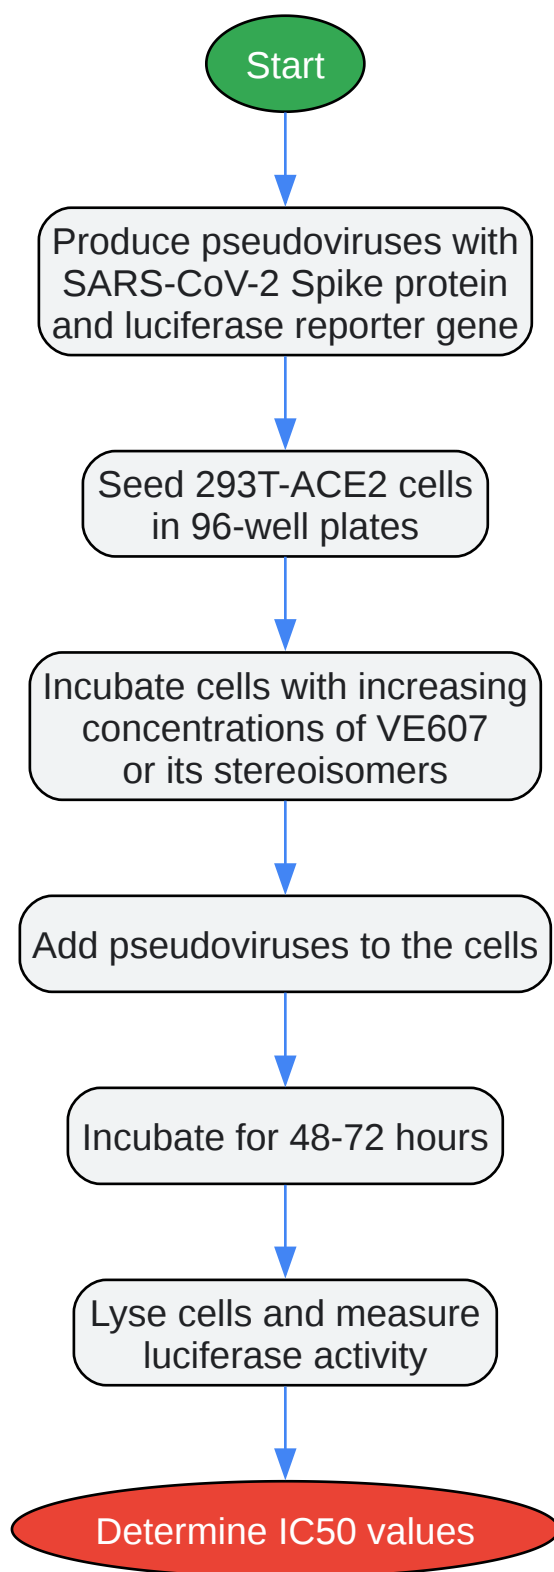 Start
Produce pseudoviruses with
SARS-CoV-2 Spike protein
and luciferase reporter gene
Seed 293T-ACE2 cells
in 96-well plates
Incubate cells with increasing
concentrations of VE607
or its stereoisomers
Add pseudoviruses to the cells
Incubate for 48-72 hours
Lyse cells and measure
luciferase activity
Determine IC50 values